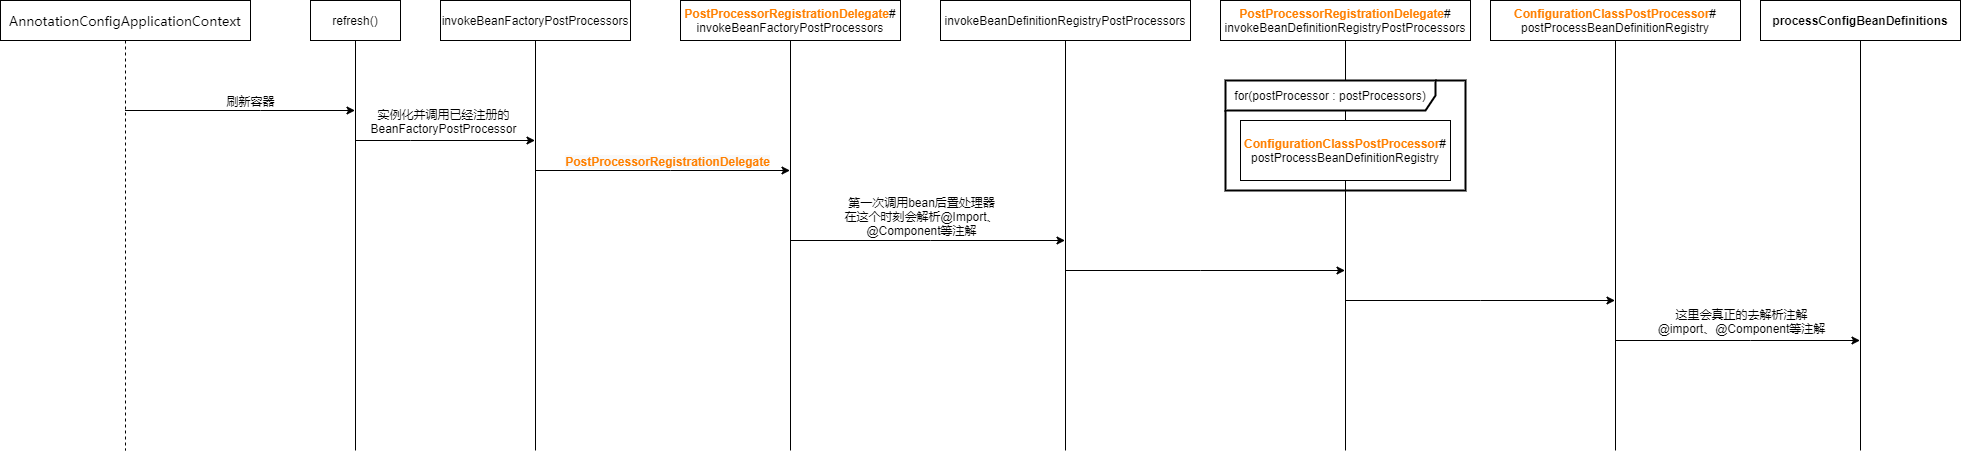 AnnotationConfigApplicationContext
refresh()
invokeBeanFactoryPostProcessors
PostProcessorRegistrationDelegate#
invokeBeanFactoryPostProcessors
invokeBeanDefinitionRegistryPostProcessors
PostProcessorRegistrationDelegate#
invokeBeanDefinitionRegistryPostProcessors
ConfigurationClassPostProcessor#
postProcessBeanDefinitionRegistry
processConfigBeanDefinitions
刷新容器
实例化并调用已经注册的
BeanFactoryPostProcessor
PostProcessorRegistrationDelegate
第一次调用bean后置处理器
在这个时刻会解析@Import、
@Component等注解
for(postProcessor : postProcessors)
ConfigurationClassPostProcessor#
postProcessBeanDefinitionRegistry
这里会真正的去解析注解
@import、@Component等注解